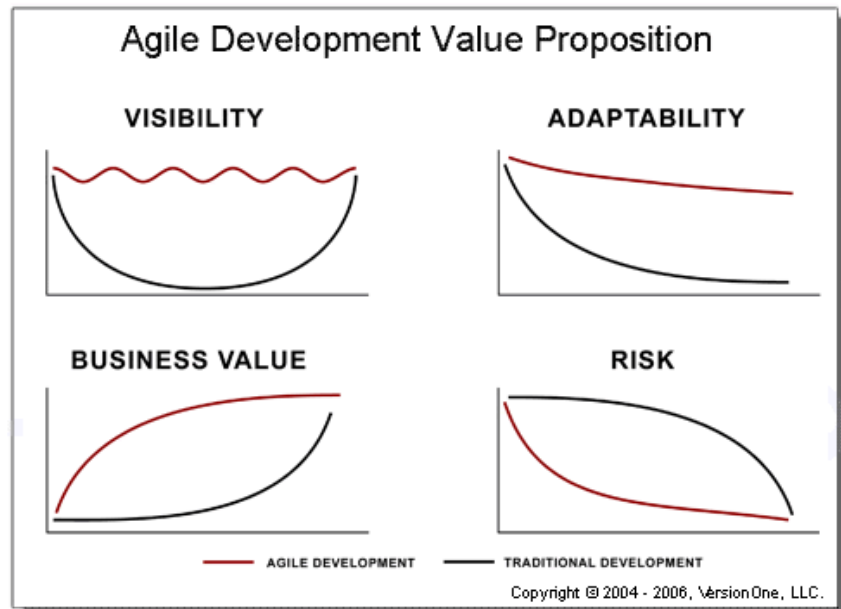 Agile Development Value Proposition
VISIBILITY
ADAPTABILITY
BUSINESS VALUE
RISK
AGILE DEVELOPMENT
TRADITIONAL DEVELOPMENT
Copyright © 2004 - 2006, VersionOne, LLC.